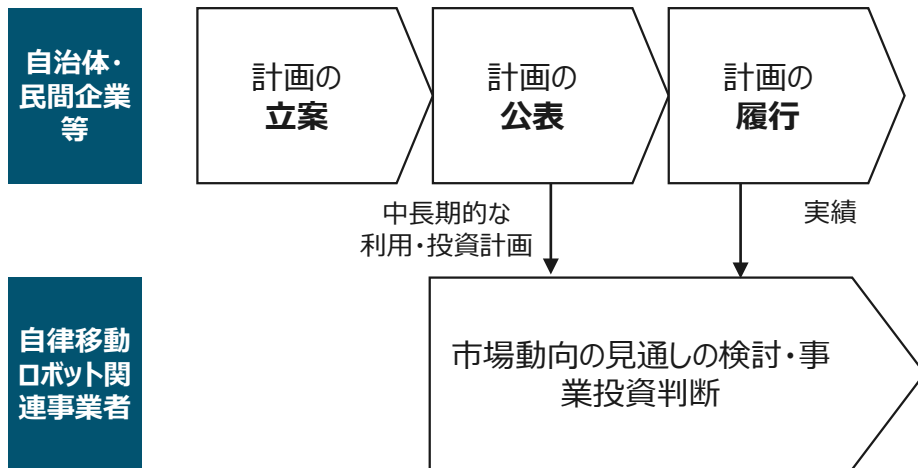 自治体・
民間企業
等
計画の
立案
計画の
公表
計画の
履行
中長期的な
利用・投資計画
実績
自律移動
ロボット関
連事業者
市場動向の見通しの検討・事
業投資判断